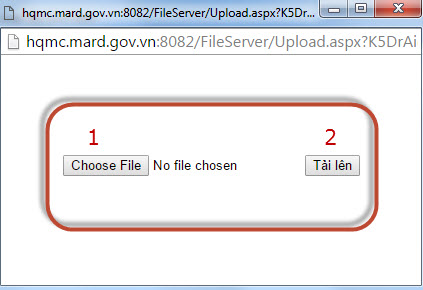 hqmc.mard.gov.vn:8082/FileServer/Upload.aspx?K5Dr...
hqmc.mard.gov.vn:8082/FileServer/Upload.aspx?K5DrAi
1 2
Choose File No file chosen Tải lên